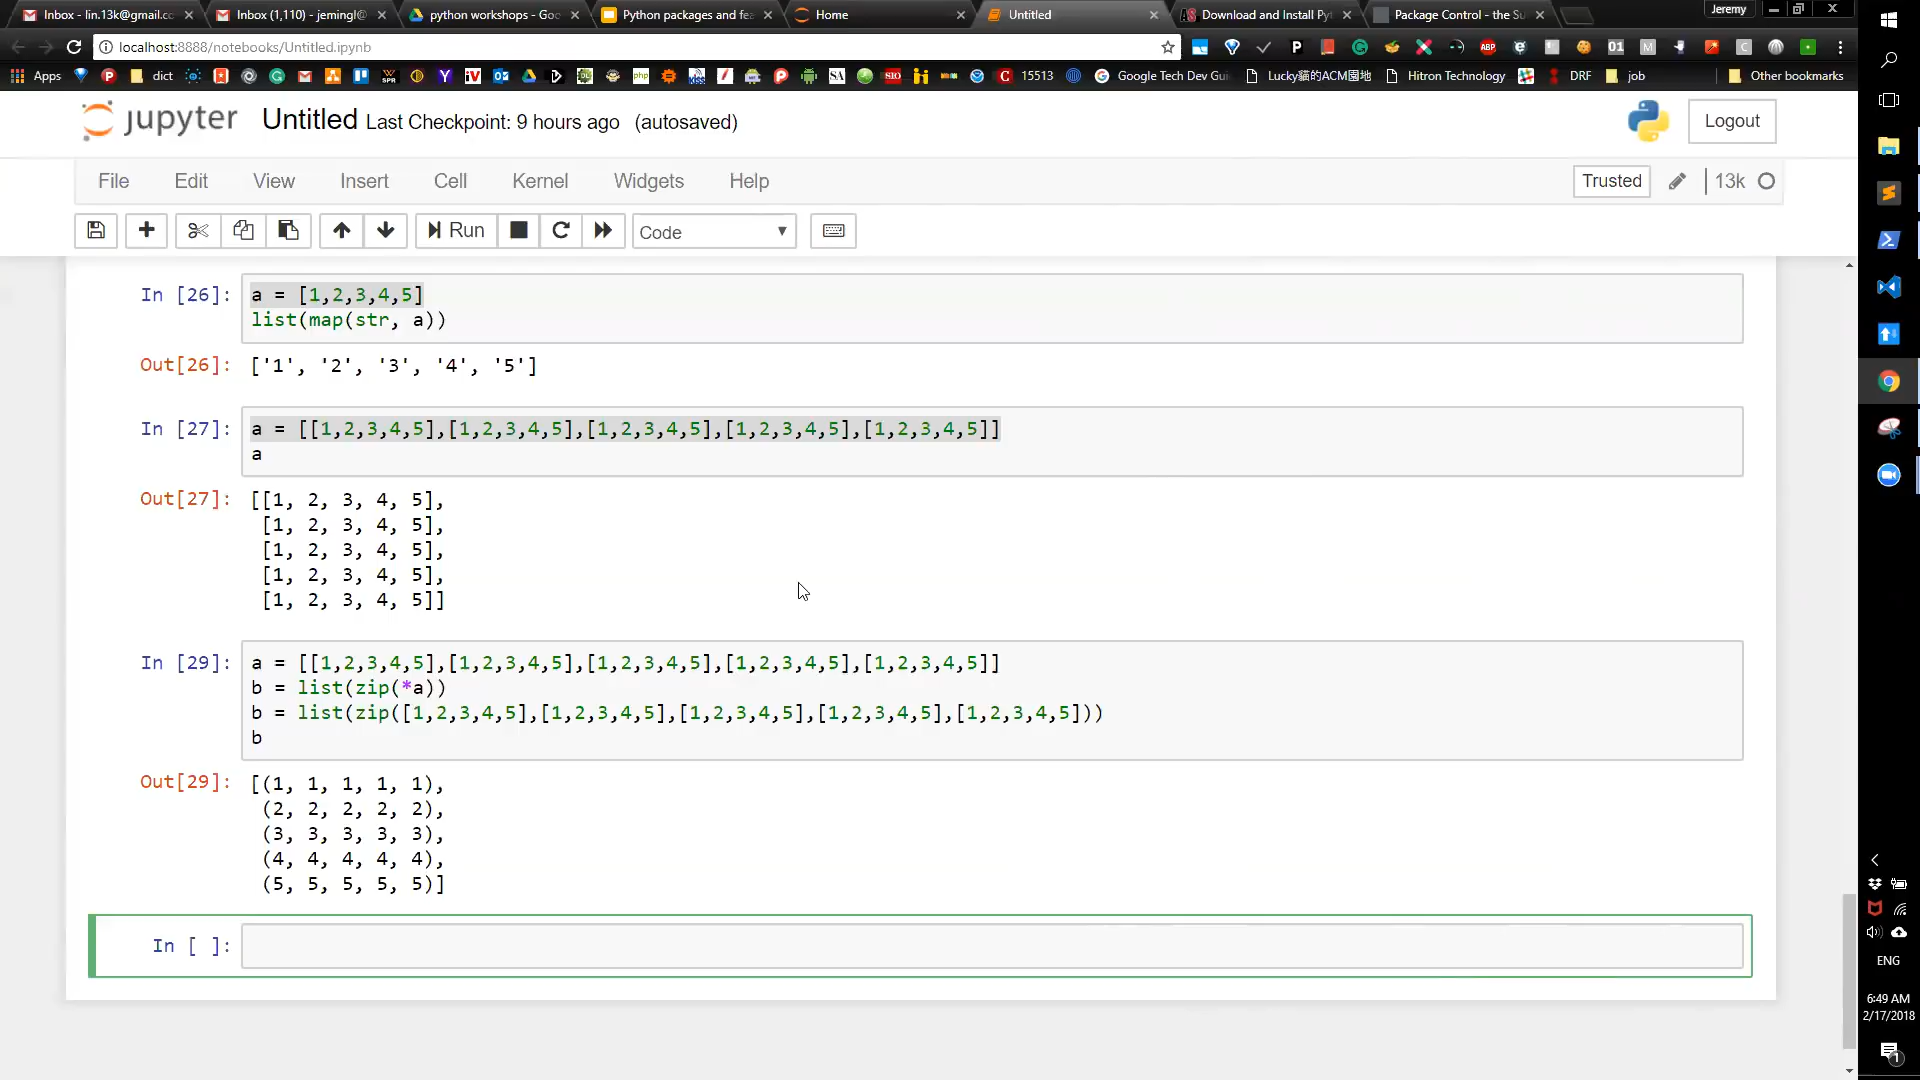 Inbox - lin.13k@gmail.cc
Inbox (1,110) - jemingl@
python workshops - Goo
Python packages and fea
Home
Untitled
Download and Install Pyt
Package Control - the Su
Jeremy
localhost:8888/notebooks/Untitled.ipynb
Apps
dict
15513
Google Tech Dev Gui
Lucky貓的ACM園地
Hitron Technology
DRF
job
Other bookmarks
jupyter
Untitled Last Checkpoint: 9 hours ago (autosaved)
Logout
File
Edit
View
Insert
Cell
Kernel
Widgets
Help
Trusted
13k
Run
Code
In [26]: a = [1,2,3,4,5]
list(map(str, a))
Out[26]: ['1', '2', '3', '4', '5']
In [27]: a = [[1,2,3,4,5],[1,2,3,4,5],[1,2,3,4,5],[1,2,3,4,5],[1,2,3,4,5]]
a
Out[27]: [[1, 2, 3, 4, 5],
[1, 2, 3, 4, 5],
[1, 2, 3, 4, 5],
[1, 2, 3, 4, 5],
[1, 2, 3, 4, 5]]
In [29]: a = [[1,2,3,4,5],[1,2,3,4,5],[1,2,3,4,5],[1,2,3,4,5],[1,2,3,4,5]]
b = list(zip(*a))
b = list(zip([1,2,3,4,5],[1,2,3,4,5],[1,2,3,4,5],[1,2,3,4,5],[1,2,3,4,5]))
b
Out[29]: [(1, 1, 1, 1, 1),
(2, 2, 2, 2, 2),
(3, 3, 3, 3, 3),
(4, 4, 4, 4, 4),
(5, 5, 5, 5, 5)]
In [ ]:
ENG
6:49 AM
2/17/2018
1